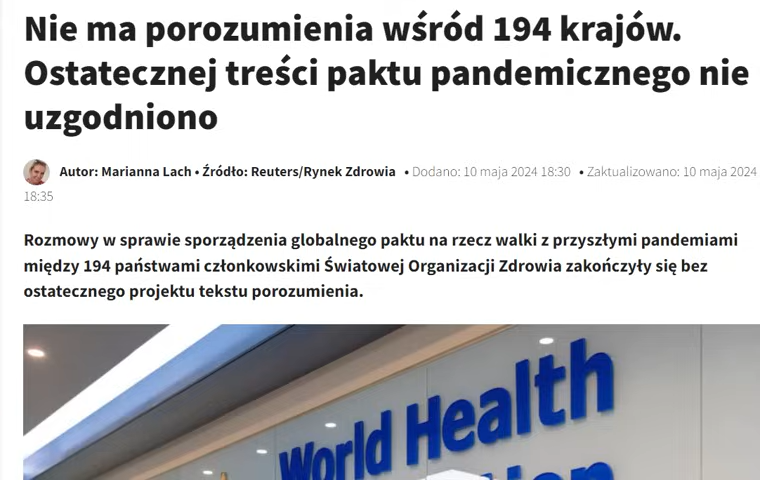 Nie ma porozumienia wśród 194 krajów.
Ostatecznej treści paktu pandemicznego nie
uzgodniono
Autor: Marianna Lach • Źródło: Reuters/Rynek Zdrowia • Dodano: 10 maja 2024 18:30 • Zaktualizowano: 10 maja 2024
18:35
Rozmowy w sprawie sporządzenia globalnego paktu na rzecz walki z przyszłymi pandemiami
między 194 państwami członkowskimi Światowej Organizacji Zdrowia zakończyły się bez
ostatecznego projektu tekstu porozumienia.
World Health